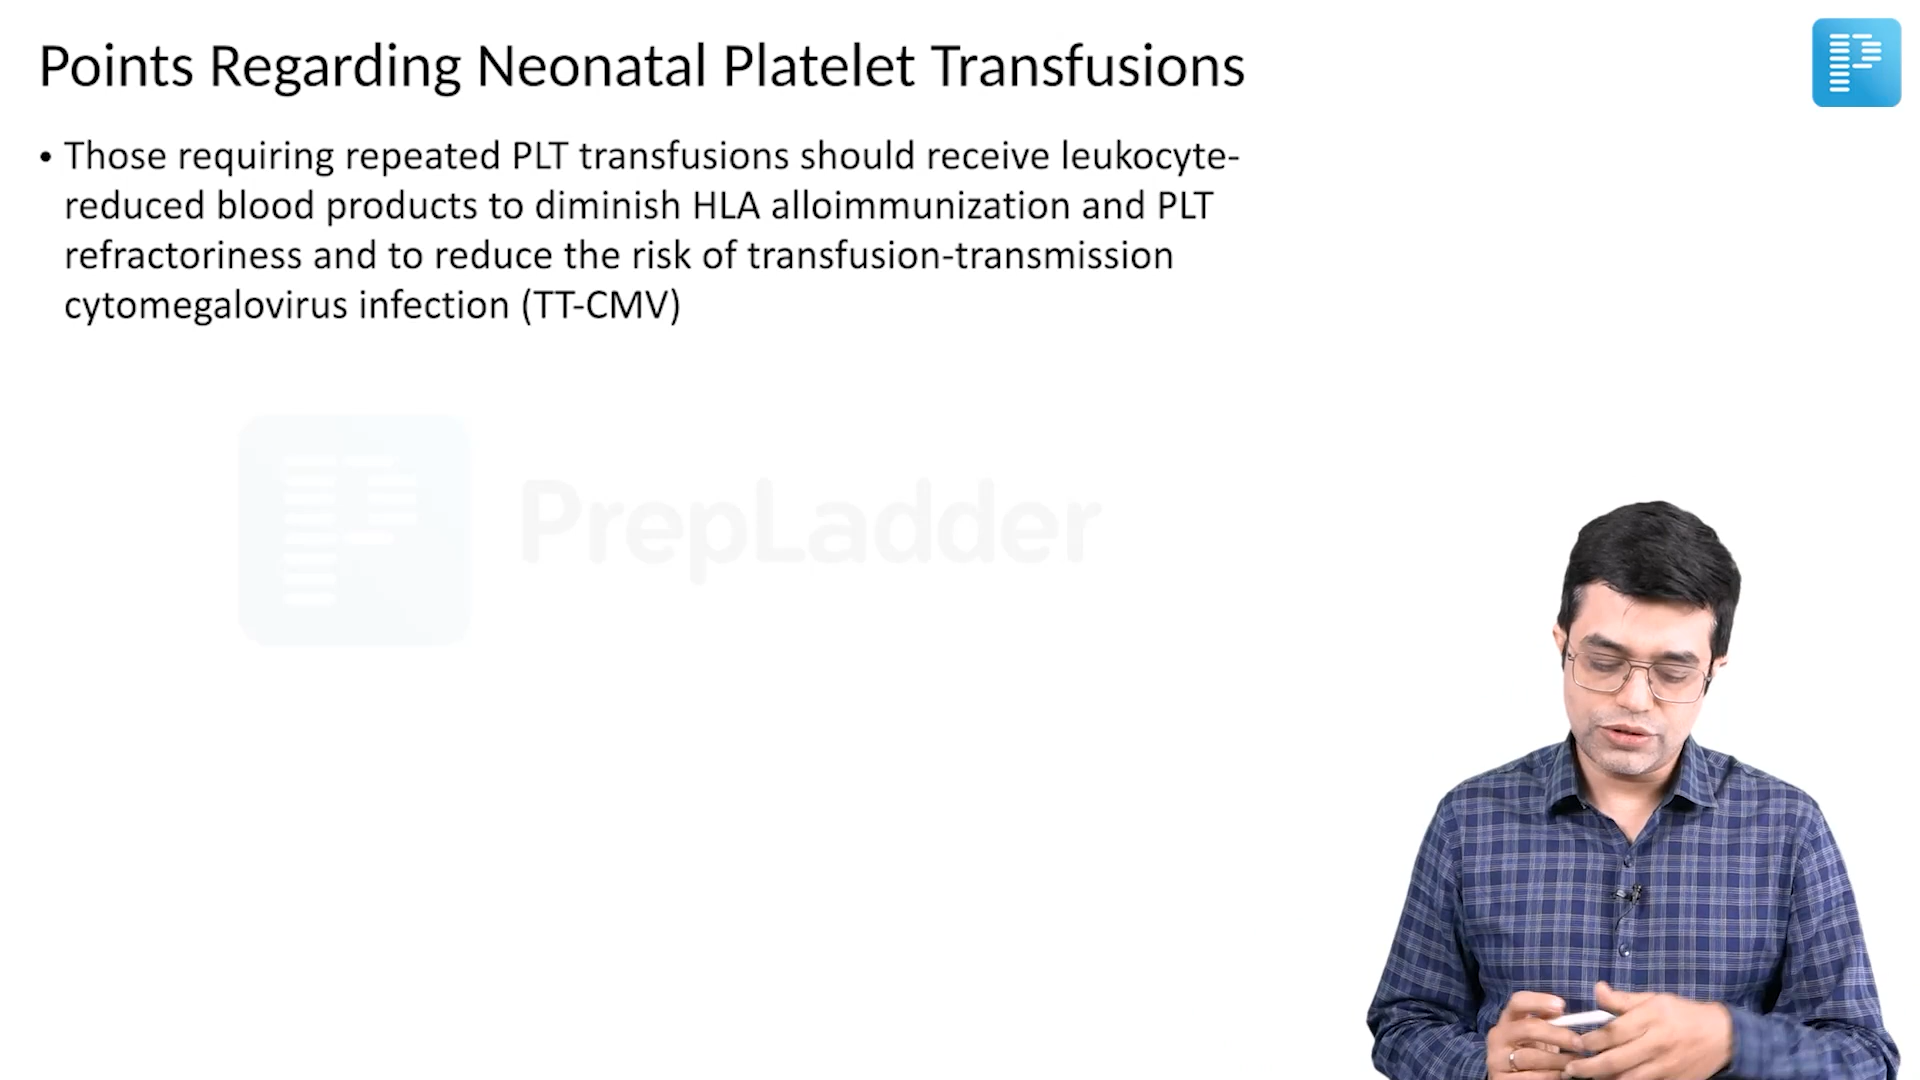 Points Regarding Neonatal Platelet Transfusions
• Those requiring repeated PLT transfusions should receive leukocyte-
reduced blood products to diminish HLA alloimmunization and PLT
refractoriness and to reduce the risk of transfusion-transmission
cytomegalovirus infection (TT-CMV)
PrepLadder